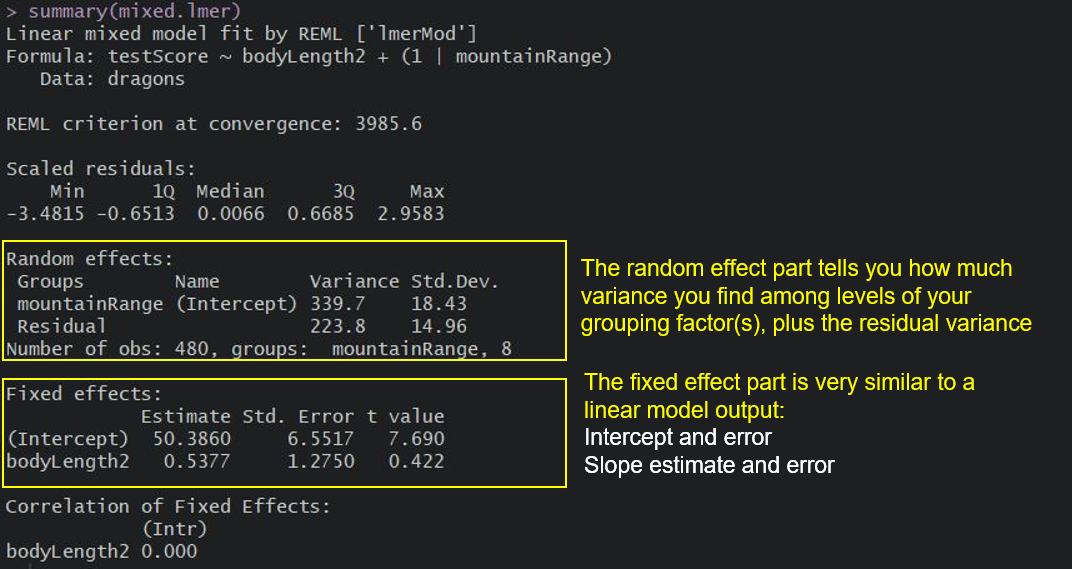 > summary(mixed.lmer)
Linear mixed model fit by REML ['lmerMod']
Formula: testScore ~ bodyLength2 + (1 | mountainRange)
Data: dragons
REML criterion at convergence: 3985.6
Scaled residuals:
Min 1Q Median 3Q Max
-3.4815 -0.6513 0.0066 0.6685 2.9583
Random effects:
Groups Name Variance Std.Dev.
mountainRange (Intercept) 339.7 18.43
Residual 223.8 14.96
Number of obs: 480, groups: mountainRange, 8
The random effect part tells you how much
variance you find among levels of your
grouping factor(s), plus the residual variance
Fixed effects:
Estimate Std. Error t value
(Intercept) 50.3860 6.5517 7.690
bodyLength2 0.5377 1.2750 0.422
The fixed effect part is very similar to a
linear model output:
Intercept and error
Slope estimate and error
Correlation of Fixed Effects:
(Intr)
bodyLength2 0.000